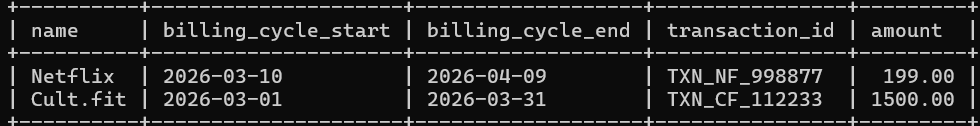 | name | billing_cycle_start | billing_cycle_end | transaction_id | amount |
| Netflix | 2026-03-10 | 2026-04-09 | TXN_NF_998877 | 199.00 |
| Cult.fit | 2026-03-01 | 2026-03-31 | TXN_CF_112233 | 1500.00 |